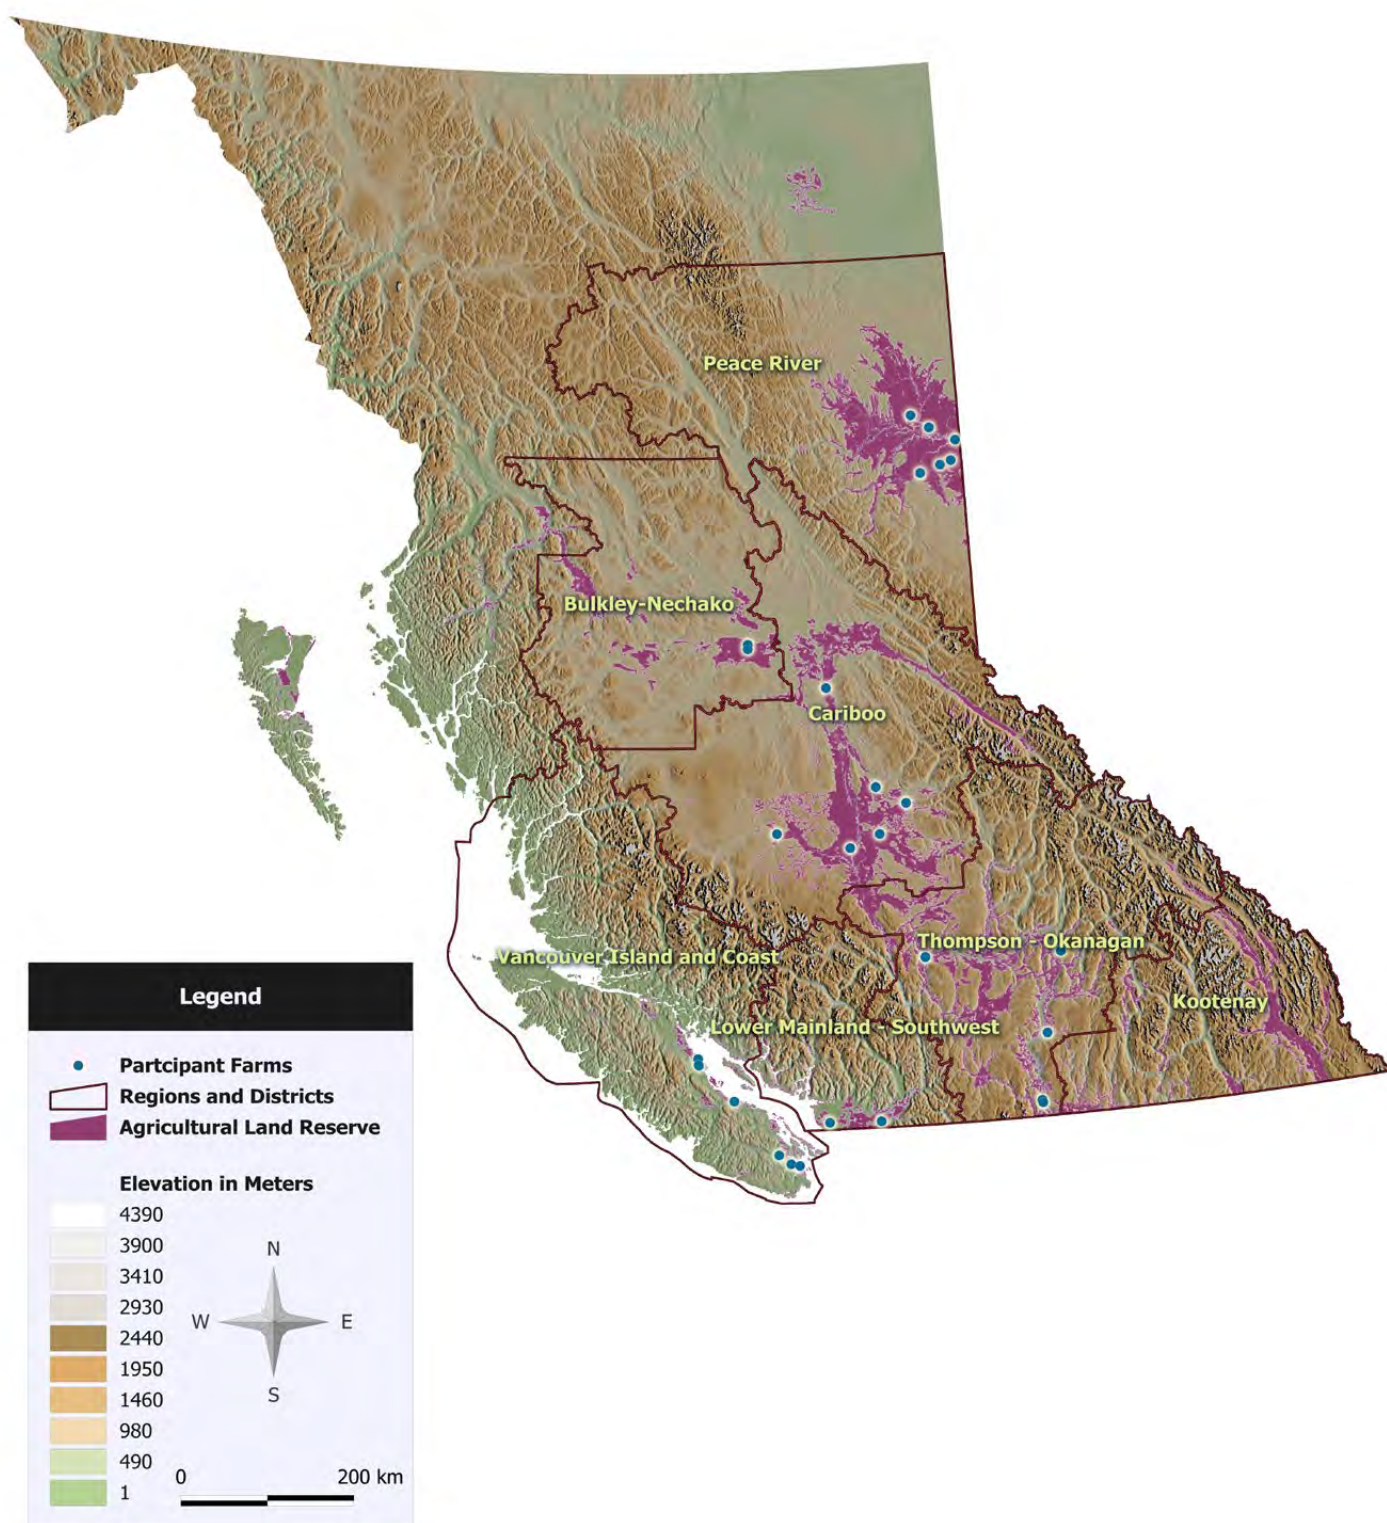 Peace River
Bulkley-Nechako
Cariboo
Thompson - Okanagan
Vancouver Island and Coast
Kootenay
Lower Mainland - Southwest
Legend
Partcipant Farms
Regions and Districts
Agricultural Land Reserve
Elevation in Meters
4390
3900
3410
2930
2440
1950
1460
980
490
1
N
W
E
S
0
200 km